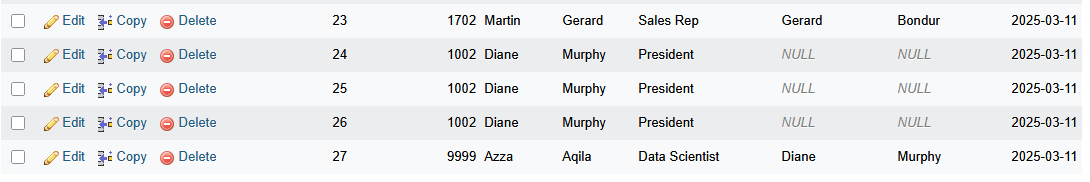 Edit Copy Delete 23 1702 Martin Gerard Sales Rep Gerard Bondur 2025-03-11
Edit Copy Delete 24 1002 Diane Murphy President NULL NULL 2025-03-11
Edit Copy Delete 25 1002 Diane Murphy President NULL NULL 2025-03-11
Edit Copy Delete 26 1002 Diane Murphy President NULL NULL 2025-03-11
Edit Copy Delete 27 9999 Azza Aqila Data Scientist Diane Murphy 2025-03-11